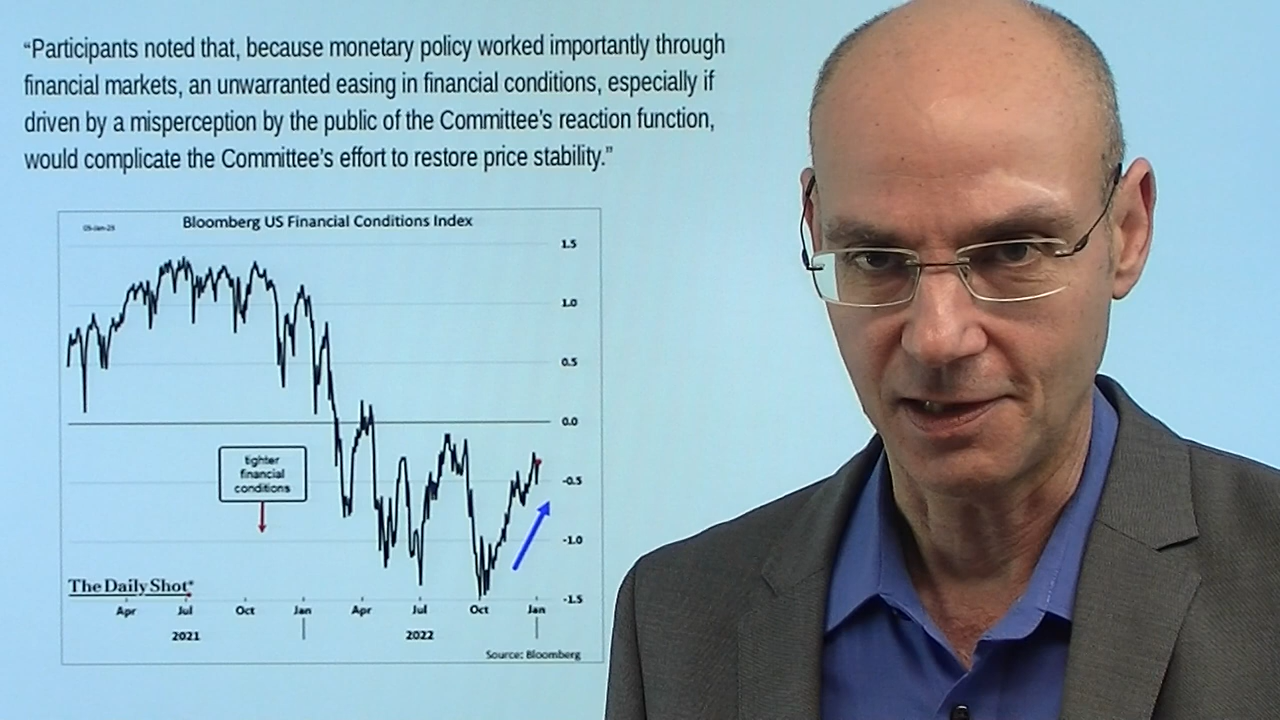 “Participants noted that, because monetary policy worked importantly through
financial markets, an unwarranted easing in financial conditions, especially if
driven by a misperception by the public of the Committee’s reaction function,
would complicate the Committee’s effort to restore price stability.”
Bloomberg US Financial Conditions Index
05-Jan-23
1.5
1.0
0.5
0.0
tighter
financial
conditions
-0.5
-1.0
The Daily Shot
-1.5
Apr Jul Oct Jan Apr Jul Oct Jan
2021 2022
Source: Bloomberg